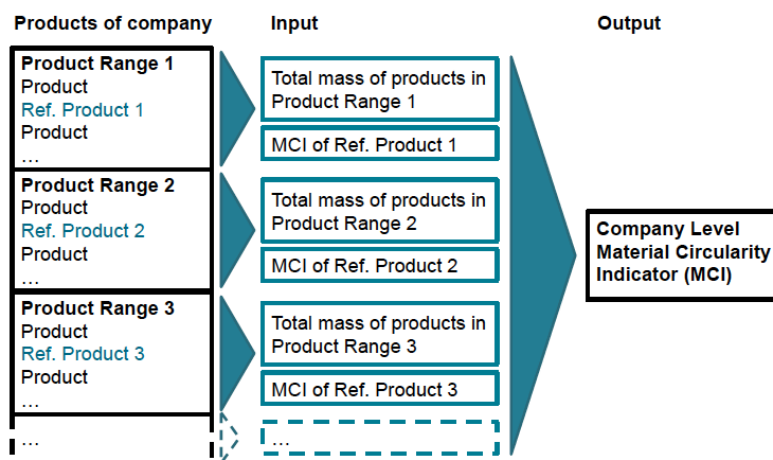 Products of company
Input
Output
Product Range 1
Product
Ref. Product 1
Product
…
Total mass of products in
Product Range 1
MCI of Ref. Product 1
Product Range 2
Product
Ref. Product 2
Product
…
Total mass of products in
Product Range 2
MCI of Ref. Product 2
Product Range 3
Product
Ref. Product 3
Product
…
Total mass of products in
Product Range 3
MCI of Ref. Product 3
…
…
Company Level
Material Circularity
Indicator (MCI)